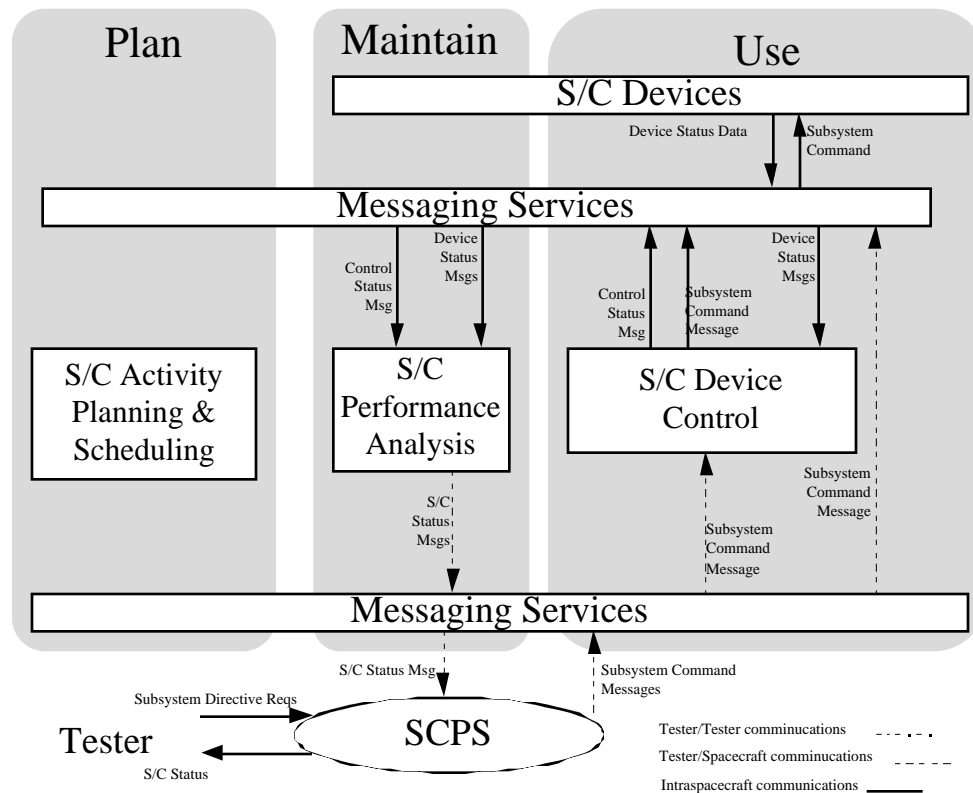 Plan
Maintain
Use
S/C Devices
Device Status Data
Subsystem
Command
Messaging Services
Control
Status
Msg
Device
Status
Msgs
Control
Status
Msg
Subsystem
Command
Message
Device
Status
Msgs
S/C Activity
Planning &
Scheduling
S/C
Performance
Analysis
S/C Device
Control
S/C
Status
Msgs
Subsystem
Command
Message
Subsystem
Command
Message
Messaging Services
S/C Status Msg
Subsystem Command
Messages
Subsystem Directive Reqs
Tester
SCPS
S/C Status
Tester/Tester comminucations
Tester/Spacecraft comminucations
Intraspacecraft communications